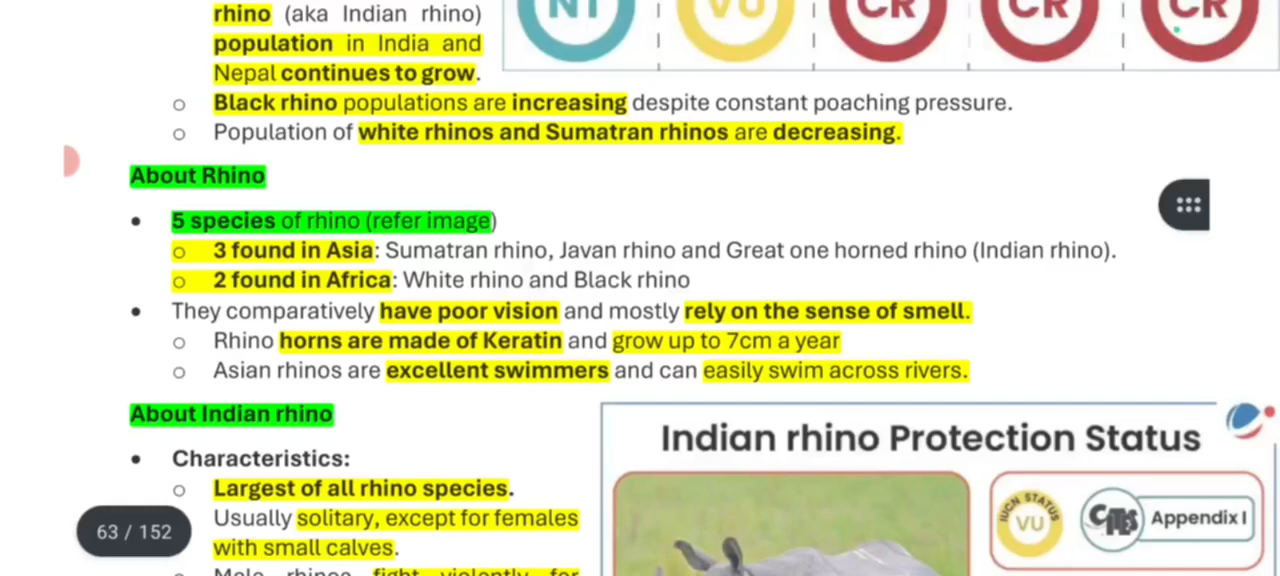 rhino (aka Indian rhino)
population in India and
Nepal continues to grow.
NT VU CR CR CR
o Black rhino populations are increasing despite constant poaching pressure.
o Population of white rhinos and Sumatran rhinos are decreasing.
About Rhino
• 5 species of rhino (refer image)
o 3 found in Asia: Sumatran rhino, Javan rhino and Great one horned rhino (Indian rhino).
o 2 found in Africa: White rhino and Black rhino
• They comparatively have poor vision and mostly rely on the sense of smell.
o Rhino horns are made of Keratin and grow up to 7cm a year
o Asian rhinos are excellent swimmers and can easily swim across rivers.
About Indian rhino
• Characteristics:
o Largest of all rhino species.
Usually solitary, except for females
with small calves.
o Male rhinos fight violently for
Indian rhino Protection Status
IUCN STATUS
VU
CITES
Appendix I
63 / 152